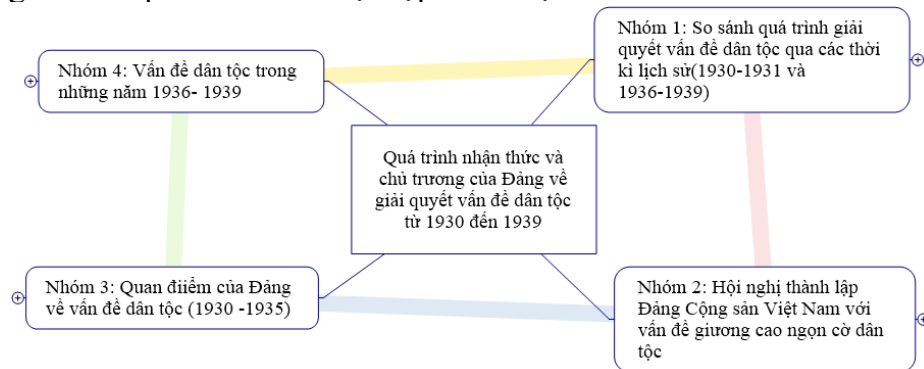 Nhóm 4: Vấn đề dân tộc trong
những năm 1936- 1939
Nhóm 1: So sánh quá trình giải
quyết vấn đề dân tộc qua các thời
kì lịch sử(1930-1931 và
1936-1939)
Quá trình nhận thức và
chủ trương của Đảng về
giải quyết vấn đề dân tộc
từ 1930 đến 1939
Nhóm 3: Quan điiểm của Đảng
về vấn đề dân tộc (1930 -1935)
Nhóm 2: Hội nghị thành lập
Đảng Cộng sản Việt Nam với
vấn đề giương cao ngọn cờ dân
tộc